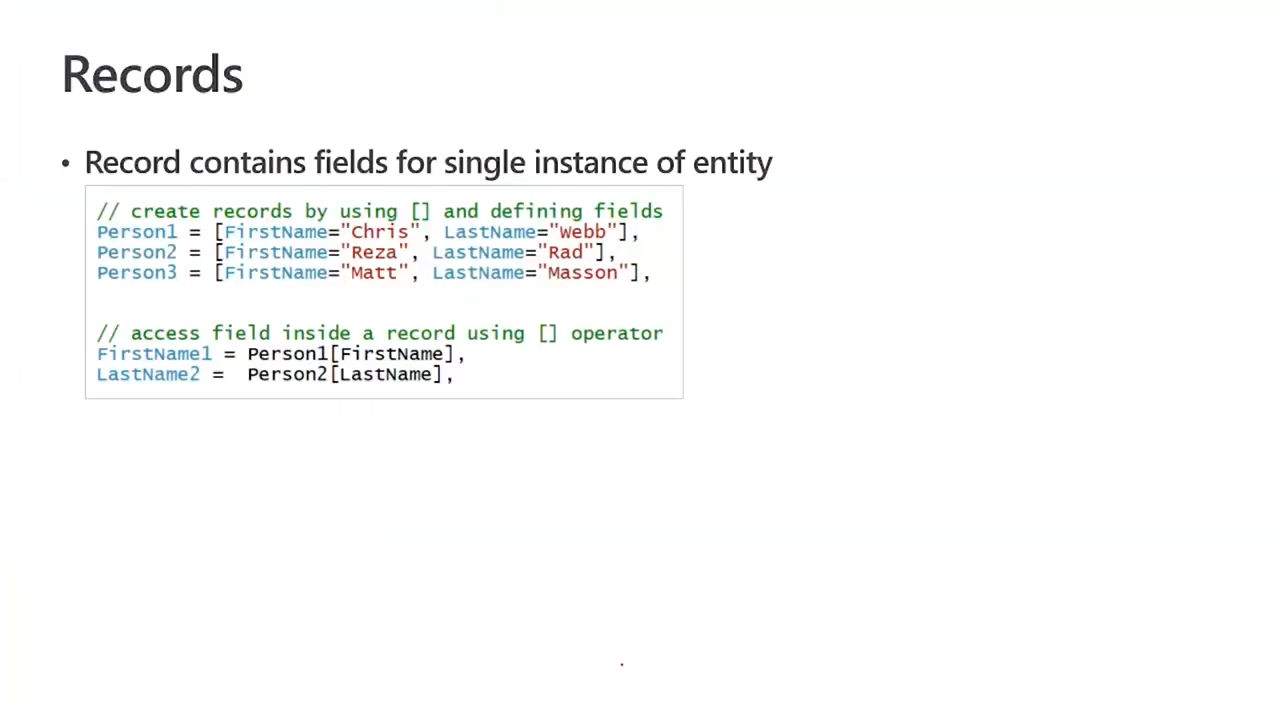 Records
• Record contains fields for single instance of entity
// create records by using [] and defining fields
Person1 = [FirstName="Chris", LastName="Webb"],
Person2 = [FirstName="Reza", LastName="Rad"],
Person3 = [FirstName="Matt", LastName="Masson"],
// access field inside a record using [] operator
FirstName1 = Person1[FirstName],
LastName2 =  Person2[LastName],